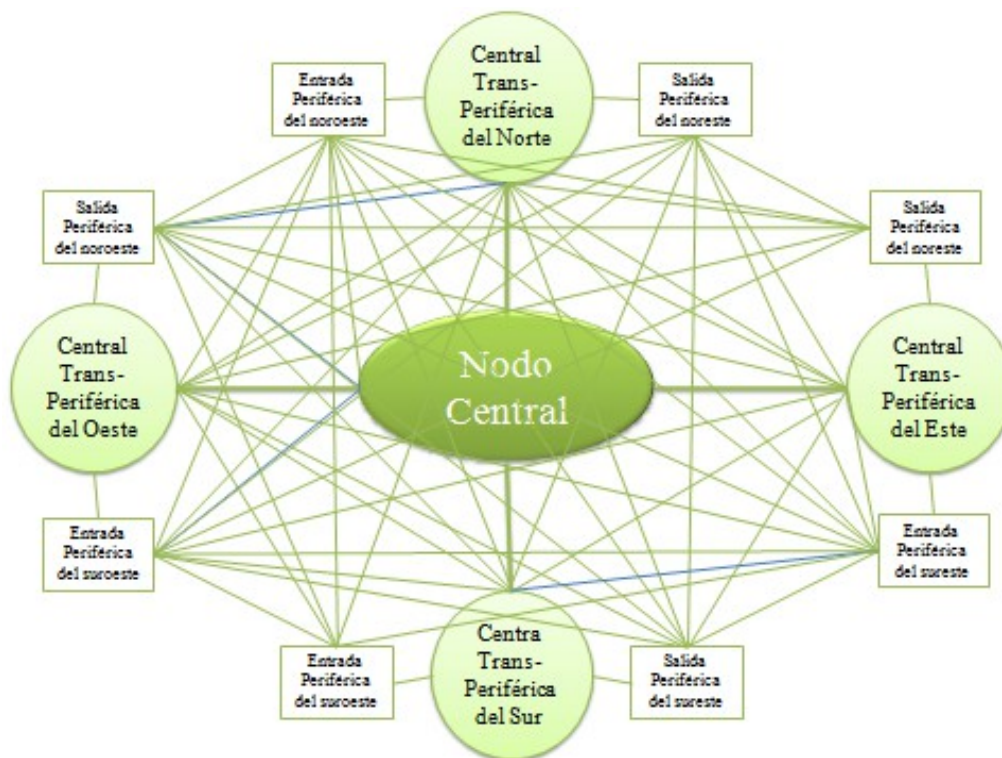 Central
Trans-
Periférica
del Norte
Entrada
Periférica
del noroeste
Salida
Periférica
del noreste
Salida
Periférica
del noroeste
Salida
Periférica
del noreste
Central
Trans-
Periférica
del Oeste
Nodo
Central
Central
Trans-
Periférica
del Este
Entrada
Periférica
del suroeste
Entrada
Periférica
del sureste
Entrada
Periférica
del suroeste
Centra
Trans-
Periférica
del Sur
Salida
Periférica
del sureste